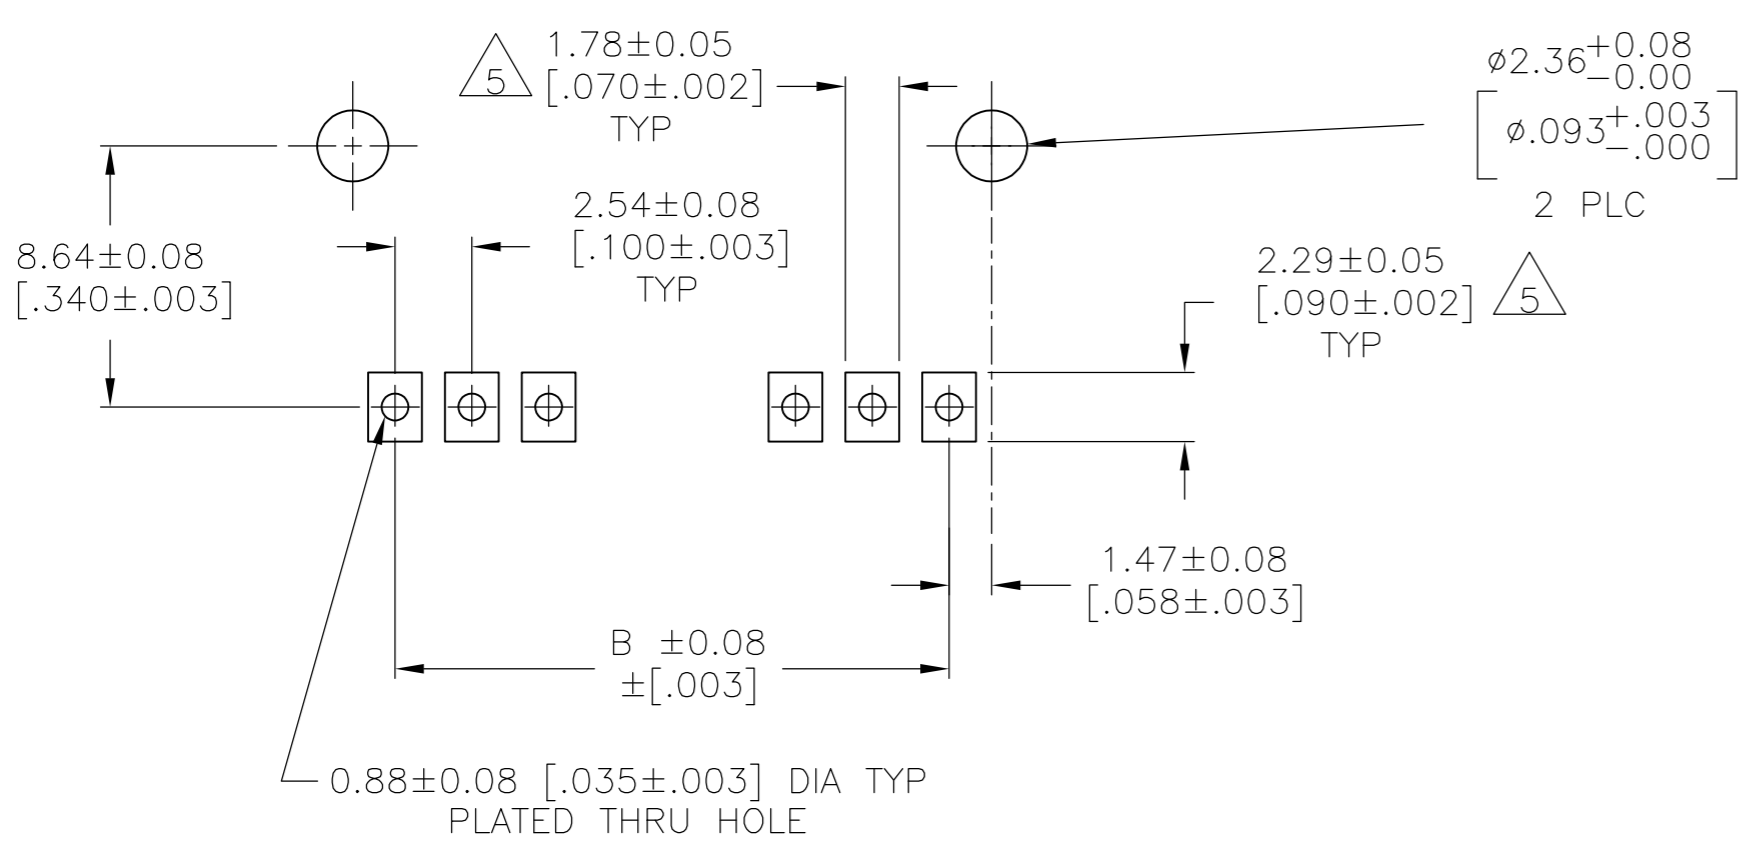 5
1.78±0.05
[.070±.002]
TYP
⌀2.36+0.08
−0.00
[⌀.093+.003
−.000]
2 PLC
2.54±0.08
[.100±.003]
TYP
8.64±0.08
[.340±.003]
2.29±0.05
[.090±.002]
TYP
5
1.47±0.08
[.058±.003]
B ±0.08
±[.003]
0.88±0.08 [.035±.003] DIA TYP
PLATED THRU HOLE